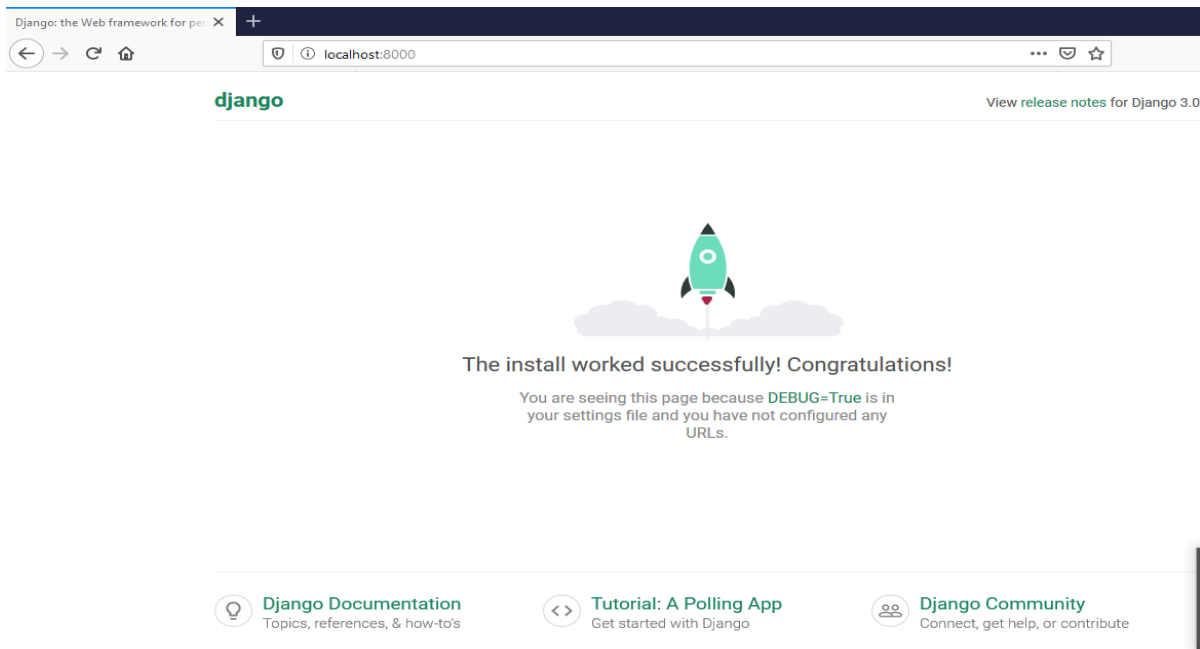 Django: the Web framework for per
localhost:8000
django
View release notes for Django 3.0
The install worked successfully! Congratulations!
You are seeing this page because DEBUG=True is in
your settings file and you have not configured any
URLs.
Django Documentation
Topics, references, & how-to's
Tutorial: A Polling App
Get started with Django
Django Community
Connect, get help, or contribute